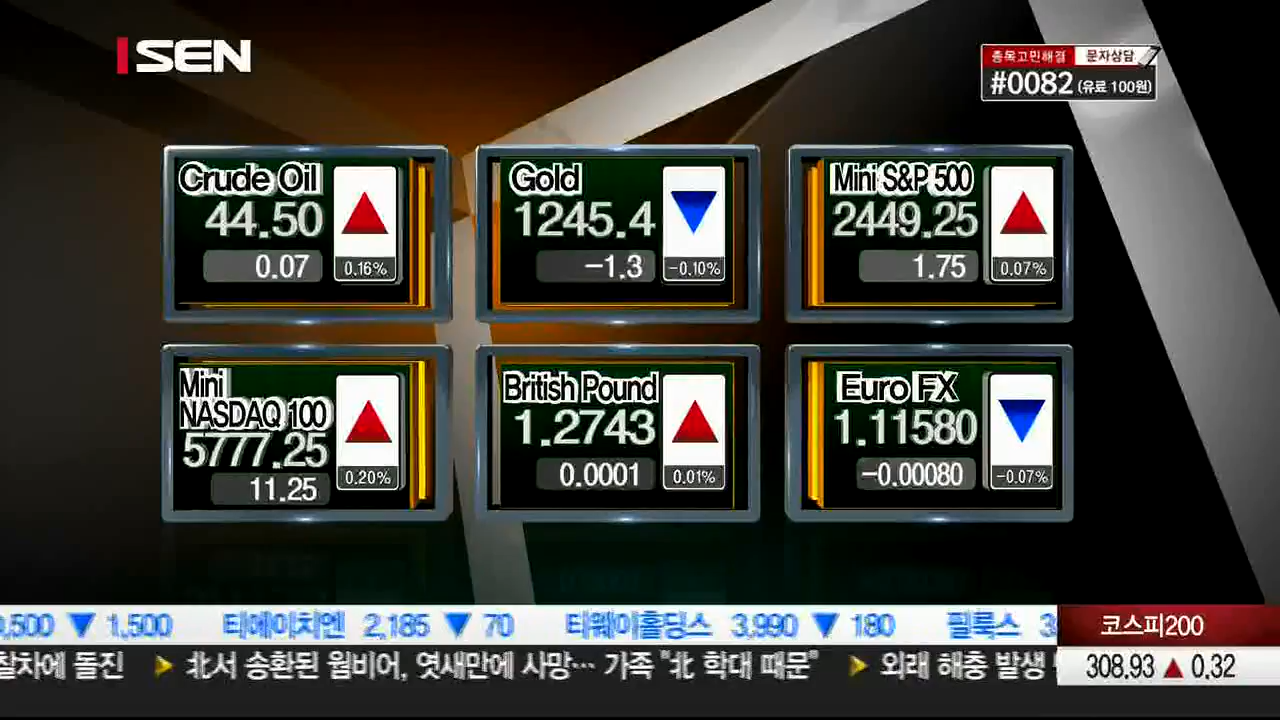 SEN
종목고민해결 문자상담
#0082 (유료 100원)
Crude Oil
44.50
0.07
0.16%
Gold
1245.4
-1.3
-0.10%
Mini S&P 500
2449.25
1.75
0.07%
Mini
NASDAQ 100
5777.25
11.25
0.20%
British Pound
1.2743
0.0001
0.01%
Euro FX
1.11580
-0.00080
-0.07%
,500 ▼ 1,500 티에이치엔 2,185 ▼ 70 티웨이홀딩스 3,990 ▼ 180 필룩스
코스피200
찰차에 돌진 ▶ 北서 송환된 웜비어, 엿새만에 사망… 가족 "北 학대 때문" ▶ 외래 해충 발생
308.93 ▲ 0.32